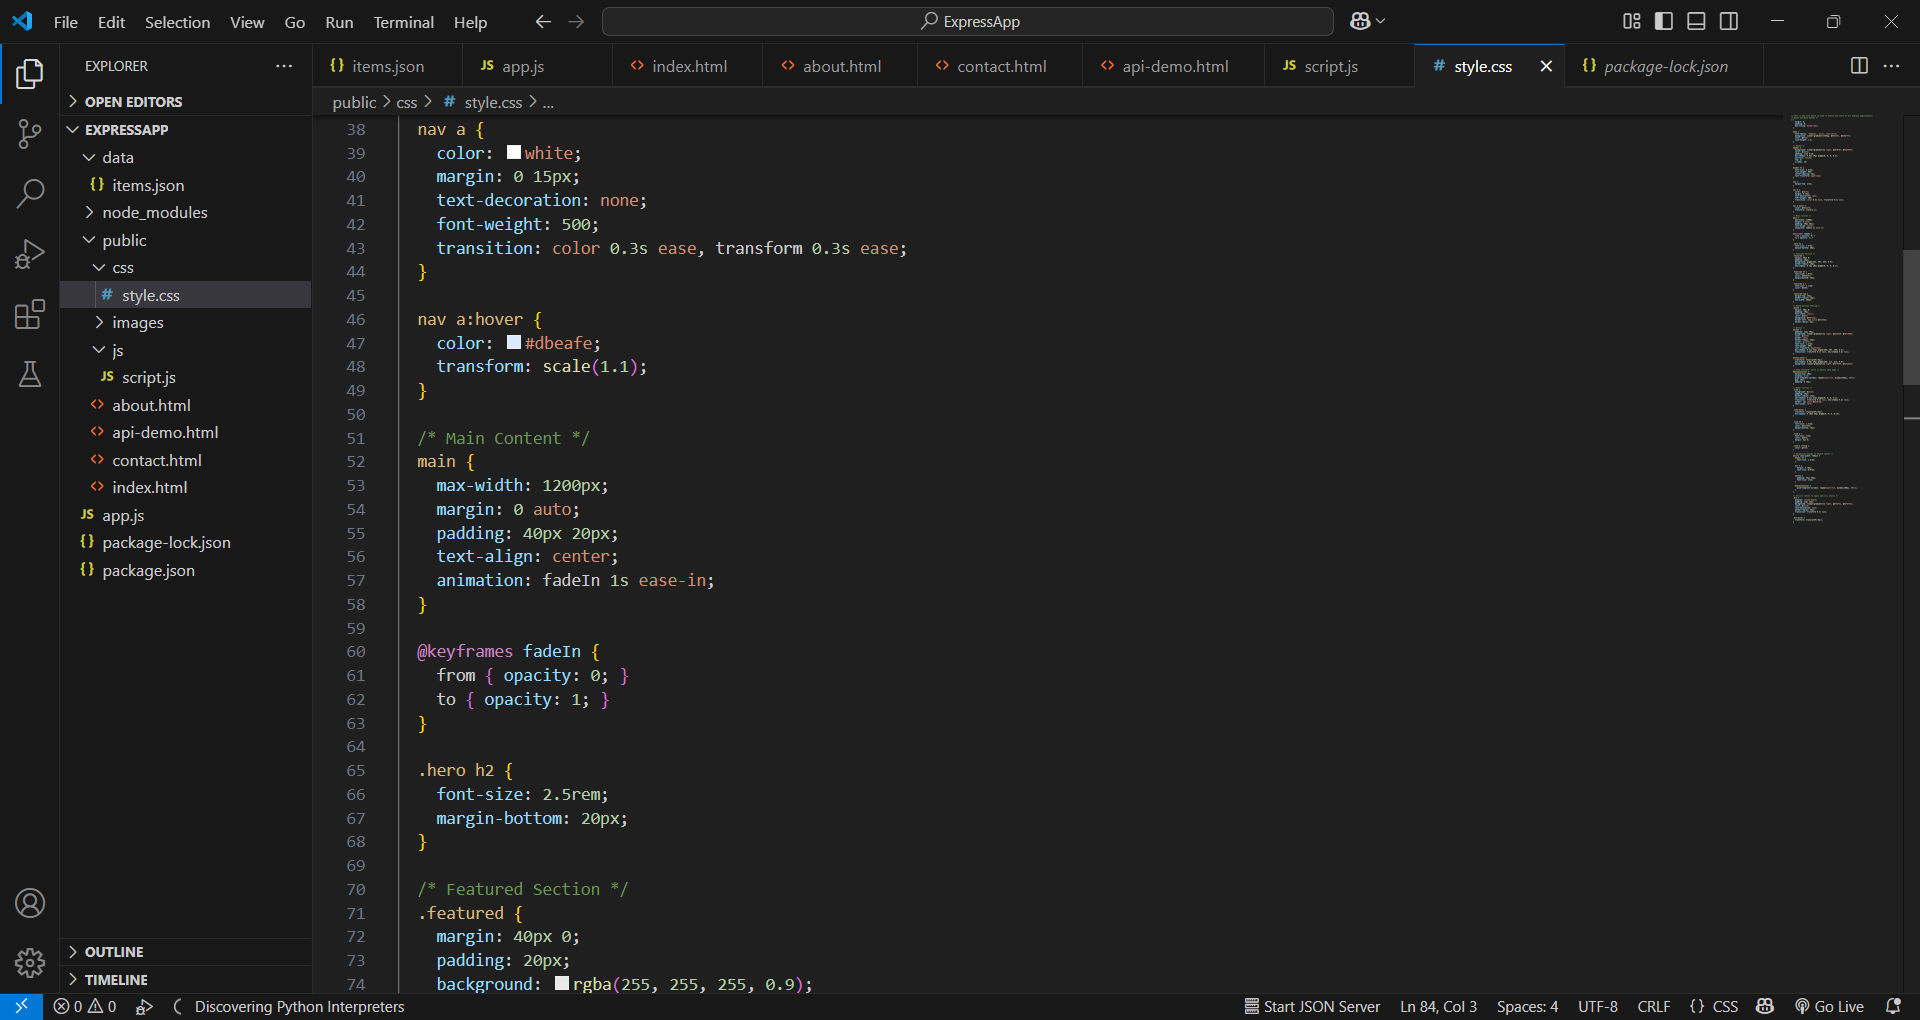 File Edit Selection View Go Run Terminal Help
ExpressApp
EXPLORER
OPEN EDITORS
EXPRESSAPP
data
{} items.json
node_modules
public
css
# style.css
images
js
JS script.js
<> about.html
<> api-demo.html
<> contact.html
<> index.html
JS app.js
{} package-lock.json
{} package.json
OUTLINE
TIMELINE
{} items.json JS app.js <> index.html <> about.html <> contact.html <> api-demo.html JS script.js # style.css {} package-lock.json
public > css > # style.css > ...
38 nav a {
39 color: white;
40 margin: 0 15px;
41 text-decoration: none;
42 font-weight: 500;
43 transition: color 0.3s ease, transform 0.3s ease;
44 }
45
46 nav a:hover {
47 color: #dbeafe;
48 transform: scale(1.1);
49 }
50
51 /* Main Content */
52 main {
53 max-width: 1200px;
54 margin: 0 auto;
55 padding: 40px 20px;
56 text-align: center;
57 animation: fadeIn 1s ease-in;
58 }
59
60 @keyframes fadeIn {
61 from { opacity: 0; }
62 to { opacity: 1; }
63 }
64
65 .hero h2 {
66 font-size: 2.5rem;
67 margin-bottom: 20px;
68 }
69
70 /* Featured Section */
71 .featured {
72 margin: 40px 0;
73 padding: 20px;
74 background: rgba(255, 255, 255, 0.9);
0 0 Discovering Python Interpreters Start JSON Server Ln 84, Col 3 Spaces: 4 UTF-8 CRLF {} CSS Go Live